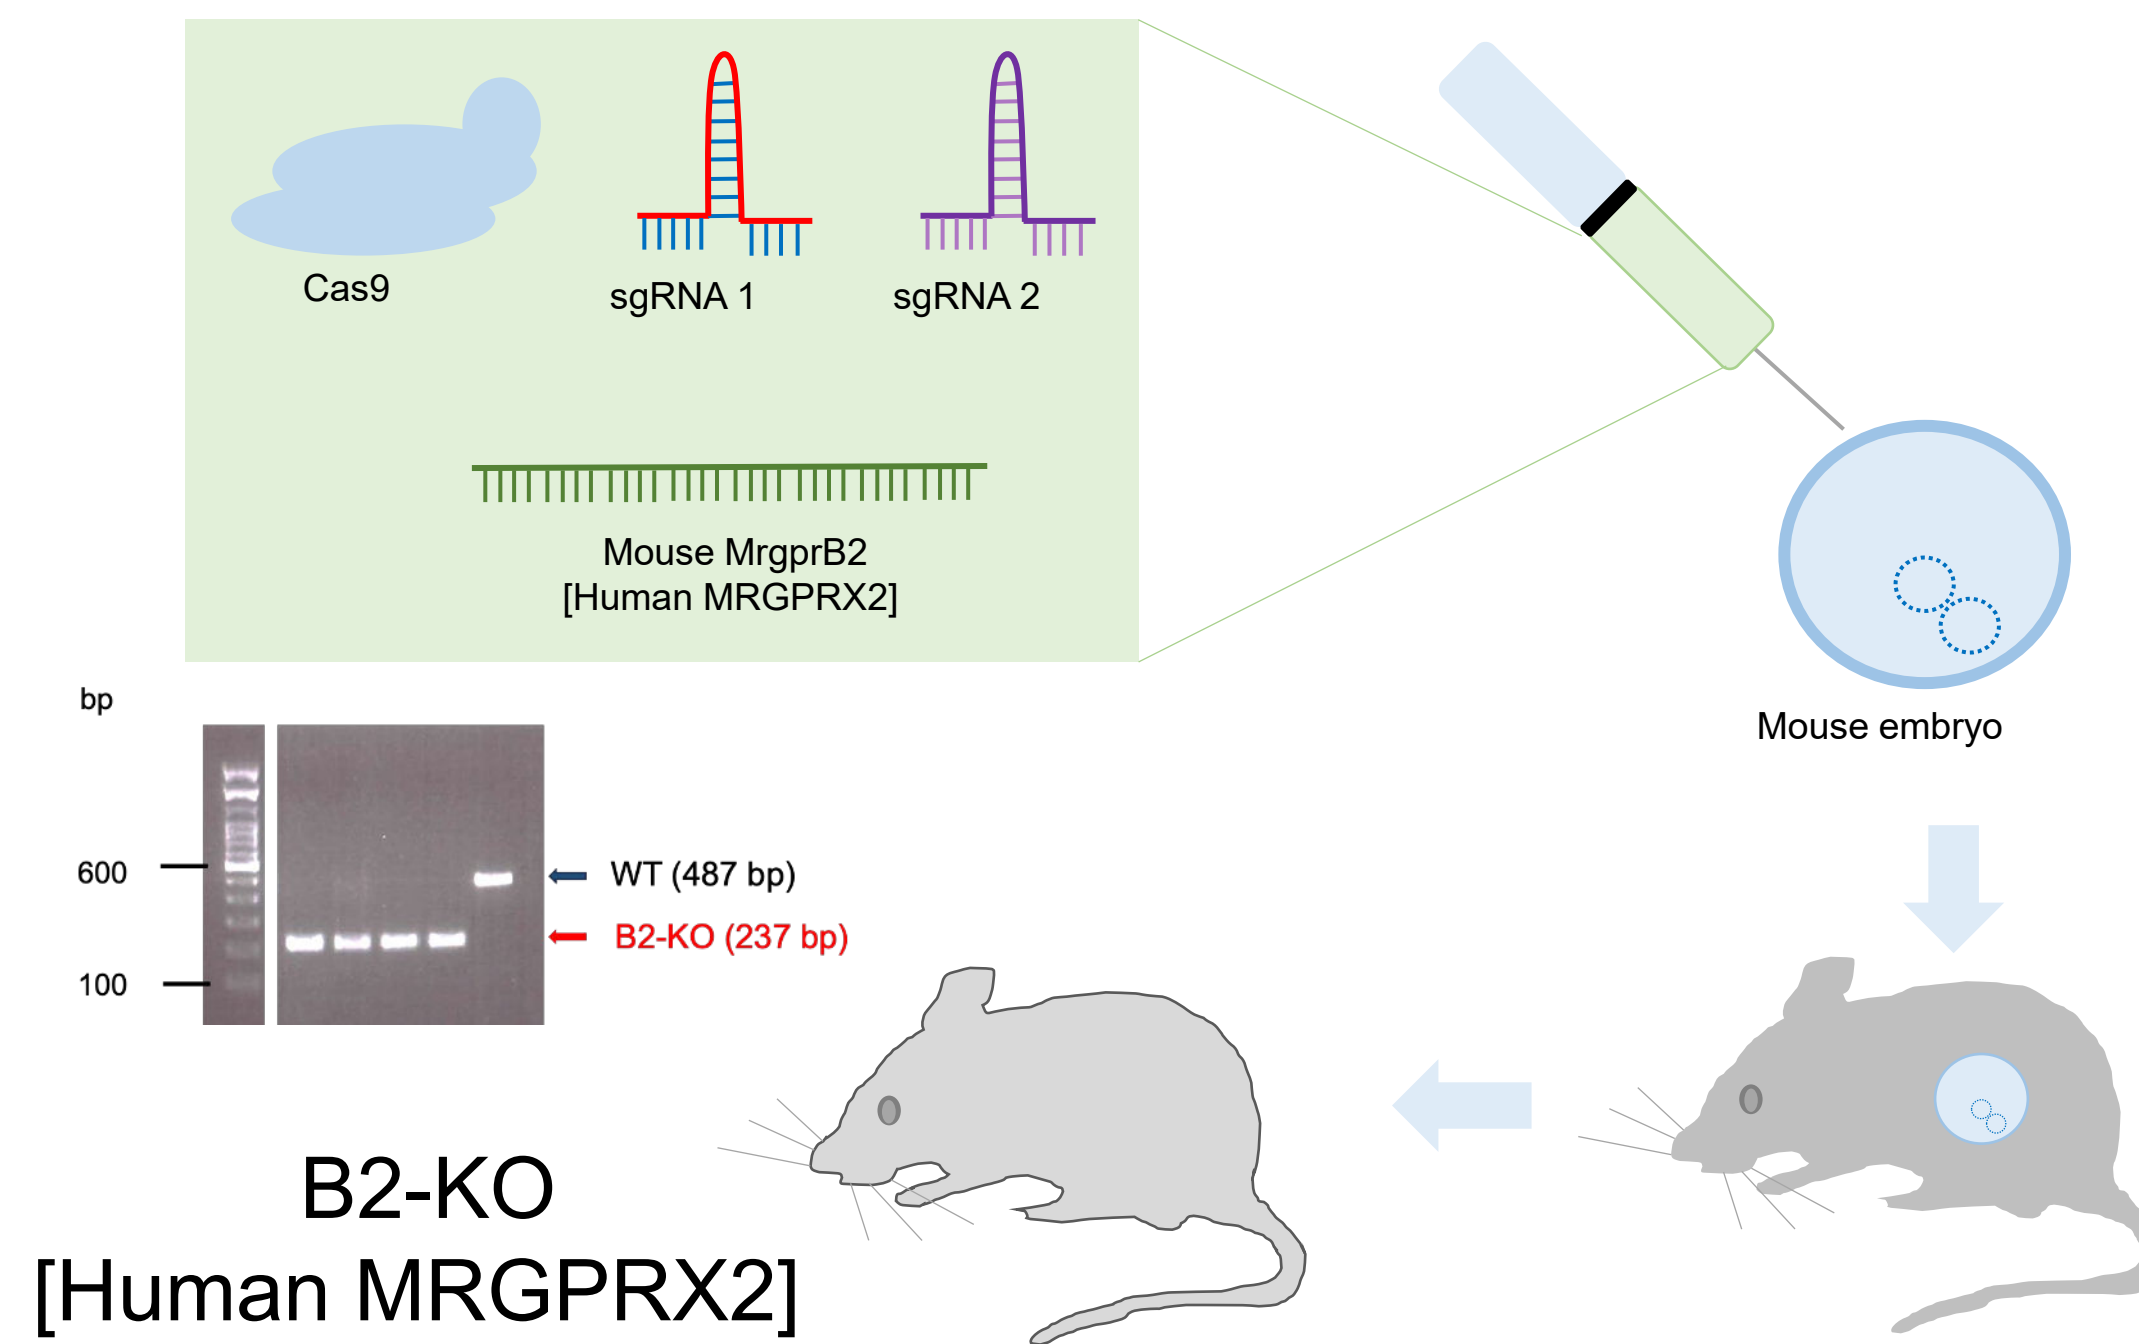 Cas9
sgRNA 1
sgRNA 2
Mouse MrgprB2
[Human MRGPRX2]
Mouse embryo
bp
600
WT (487 bp)
B2-KO (237 bp)
100
B2-KO
[Human MRGPRX2]